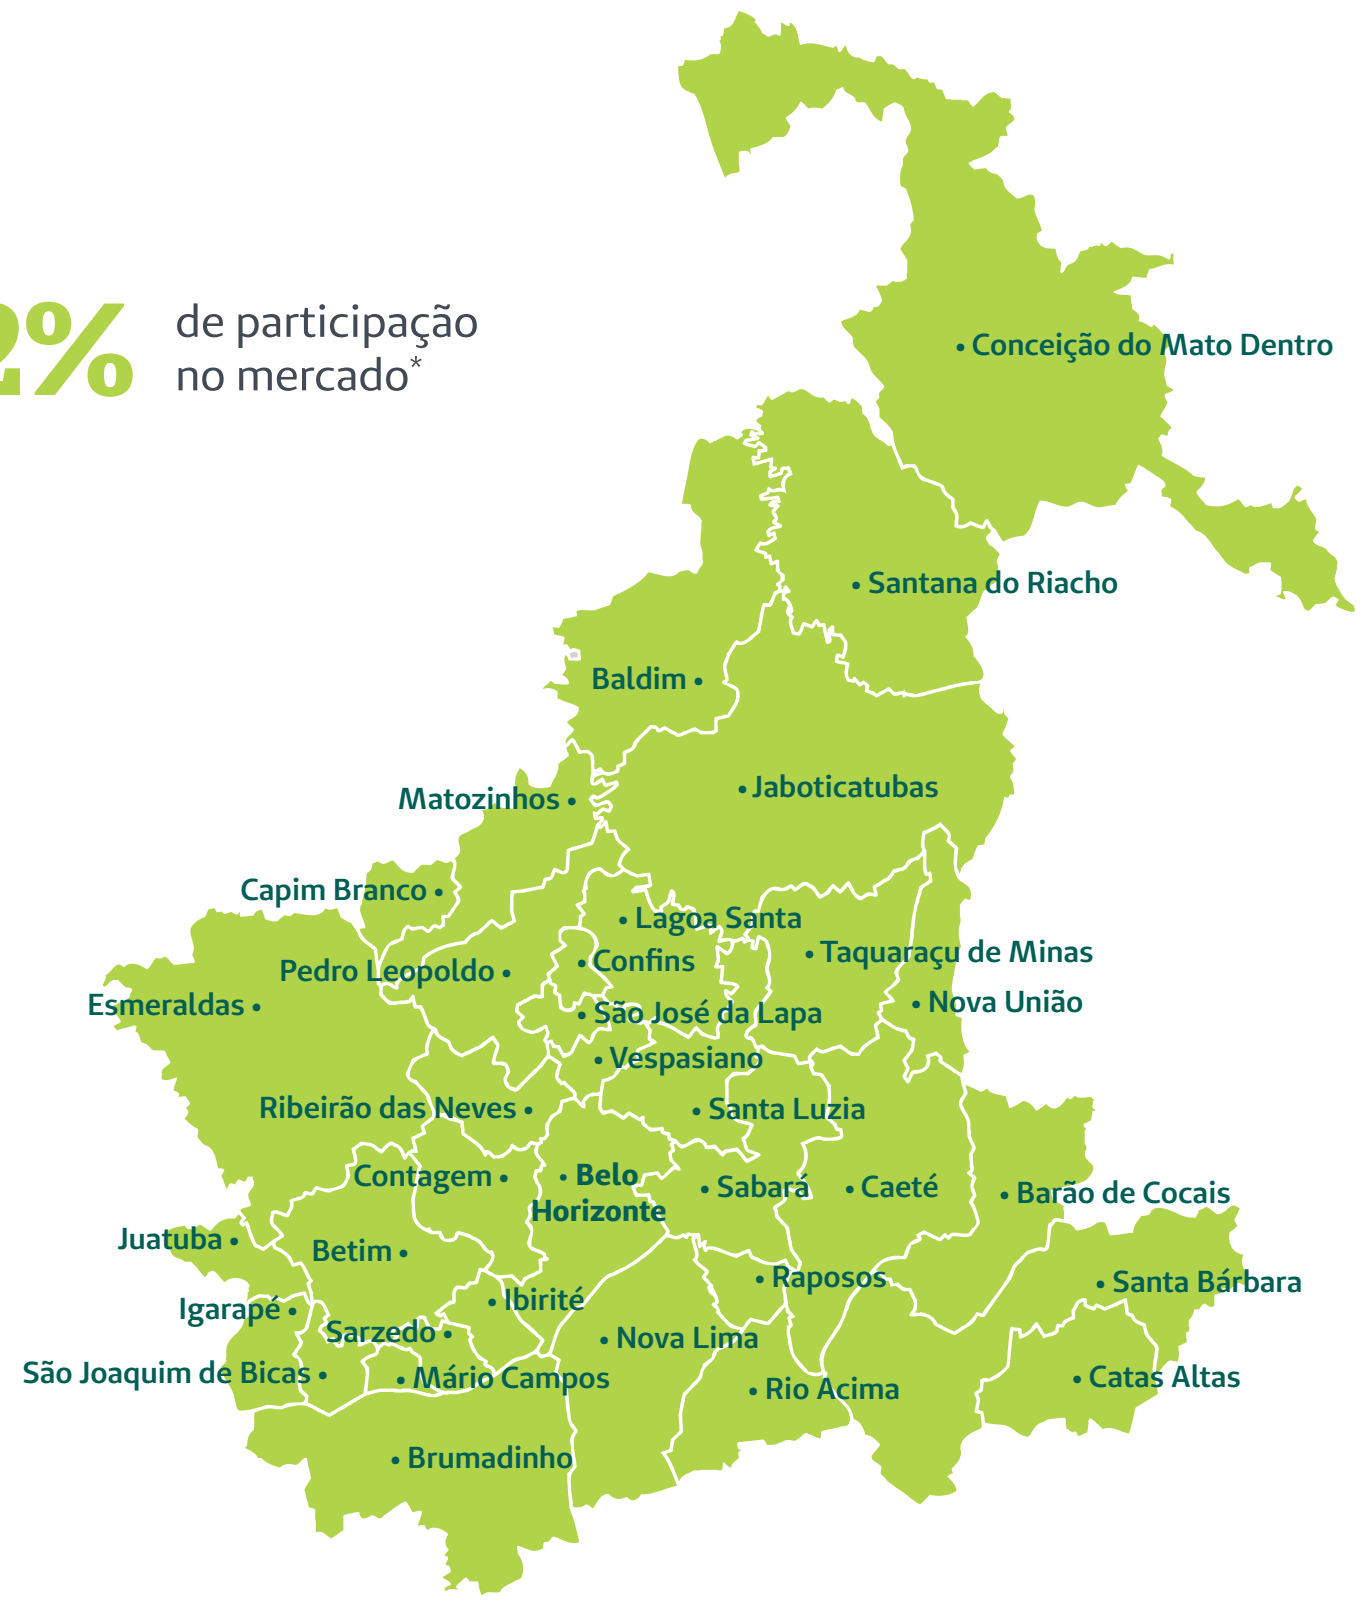 2%
de participação
no mercado*
Conceição do Mato Dentro
Santana do Riacho
Baldim
Jaboticatubas
Matozinhos
Capim Branco
Lagoa Santa
Taquaraçu de Minas
Confins
Pedro Leopoldo
Esmeraldas
Nova União
São José da Lapa
Vespasiano
Ribeirão das Neves
Santa Luzia
Contagem
Belo
Horizonte
Sabará
Caeté
Barão de Cocais
Juatuba
Betim
Raposos
Santa Bárbara
Igarapé
Ibirité
Sarzedo
Nova Lima
São Joaquim de Bicas
Mário Campos
Rio Acima
Catas Altas
Brumadinho